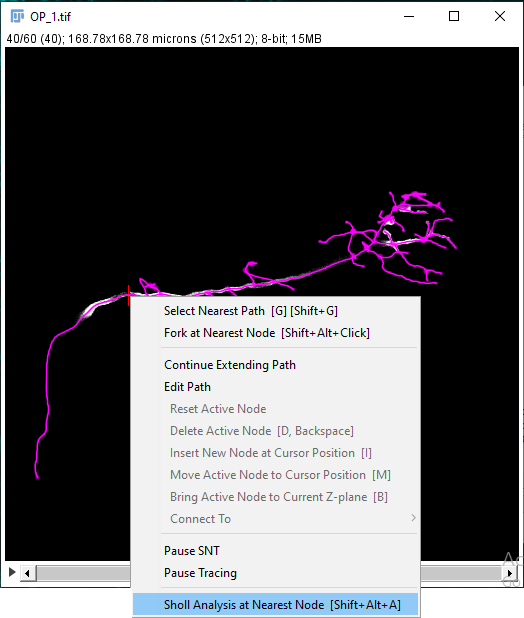 OP_1.tif
40/60 (40); 168.78x168.78 microns (512x512); 8-bit; 15MB
Select Nearest Path [G] [Shift+G]
Fork at Nearest Node [Shift+Alt+Click]
Continue Extending Path
Edit Path
Reset Active Node
Delete Active Node [D, Backspace]
Insert New Node at Cursor Position [I]
Move Active Node to Cursor Position [M]
Bring Active Node to Current Z-plane [B]
Connect To
Pause SNT
Pause Tracing
Sholl Analysis at Nearest Node [Shift+Alt+A]